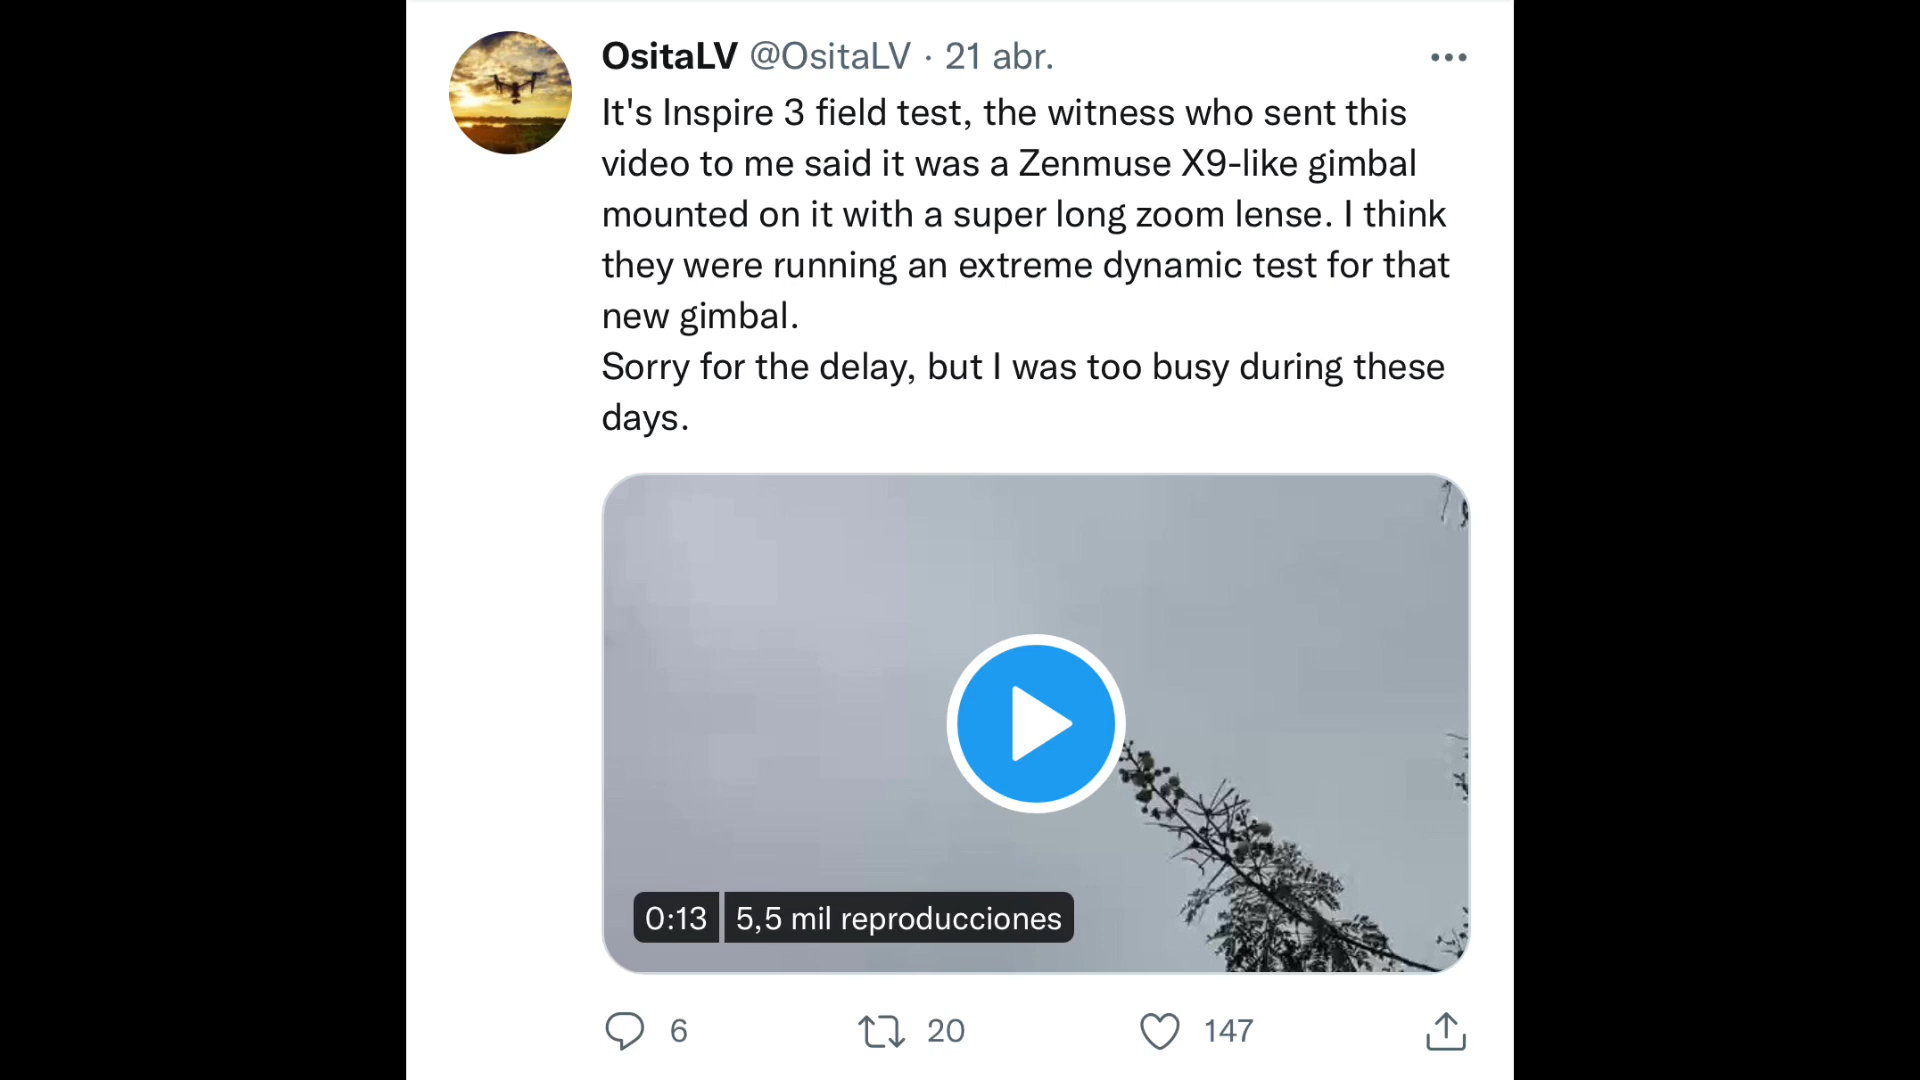 OsitaLV @OsitaLV · 21 abr.
It's Inspire 3 field test, the witness who sent this
video to me said it was a Zenmuse X9-like gimbal
mounted on it with a super long zoom lense. I think
they were running an extreme dynamic test for that
new gimbal.
Sorry for the delay, but I was too busy during these
days.
0:13 5,5 mil reproducciones
6 20 147